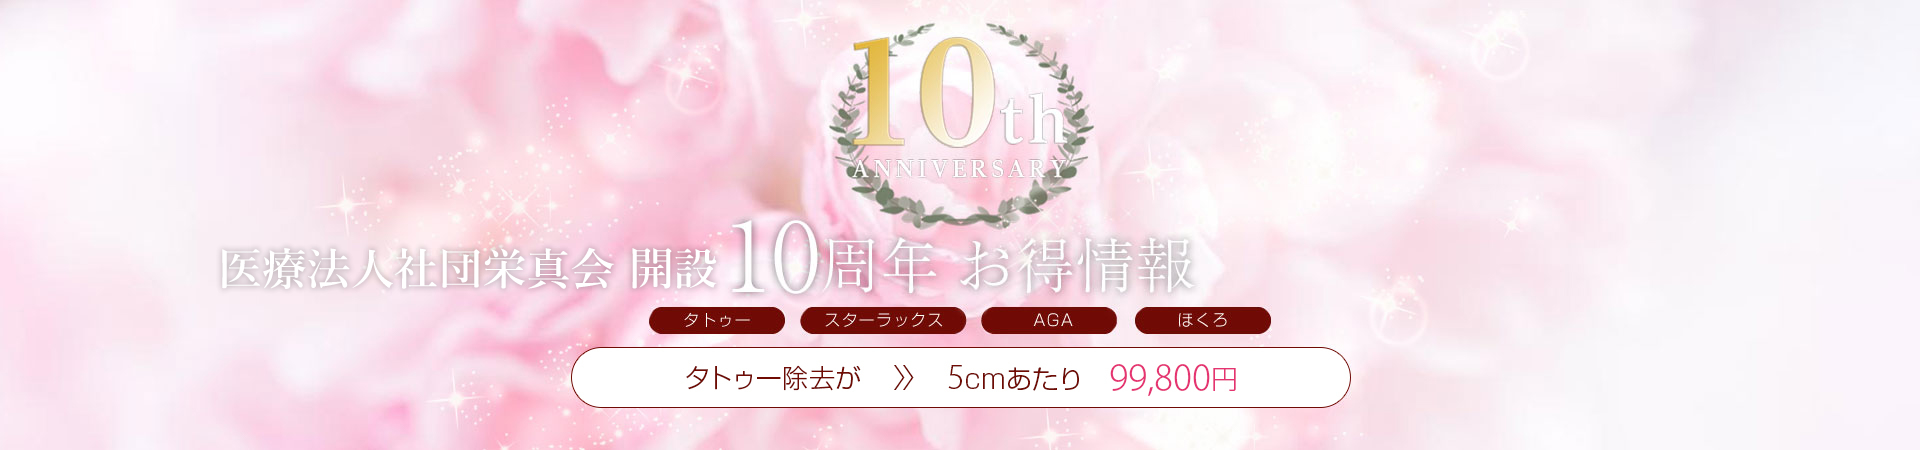 10th
ANNIVERSARY
医療法人社団栄真会 開設 10周年 お得情報
タトゥー スターラックス AGA ほくろ
タトゥー除去が 》 5cmあたり 99,800円